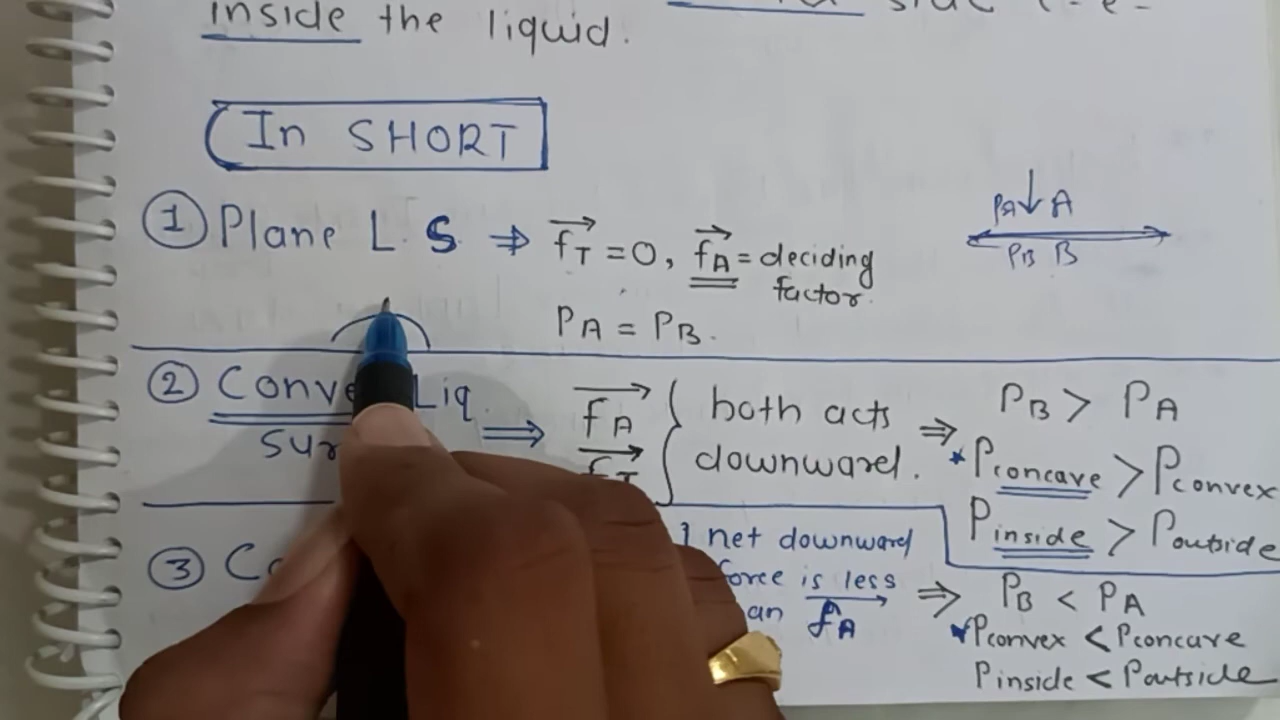 side i.e.
inside the liquid.
In SHORT
① Plane L S ⇒ fT = 0, fA = deciding factor.
PA↓ A
PB B
PA = PB.
② Liq.
⇒ fA
fT
both acts
downward.
⇒ PB > PA
*Pconcave > Pconvex
Pinside > Poutside
③
net downward
force is less
fA
⇒ PB < PA
*Pconvex < Pconcave
Pinside < Poutside